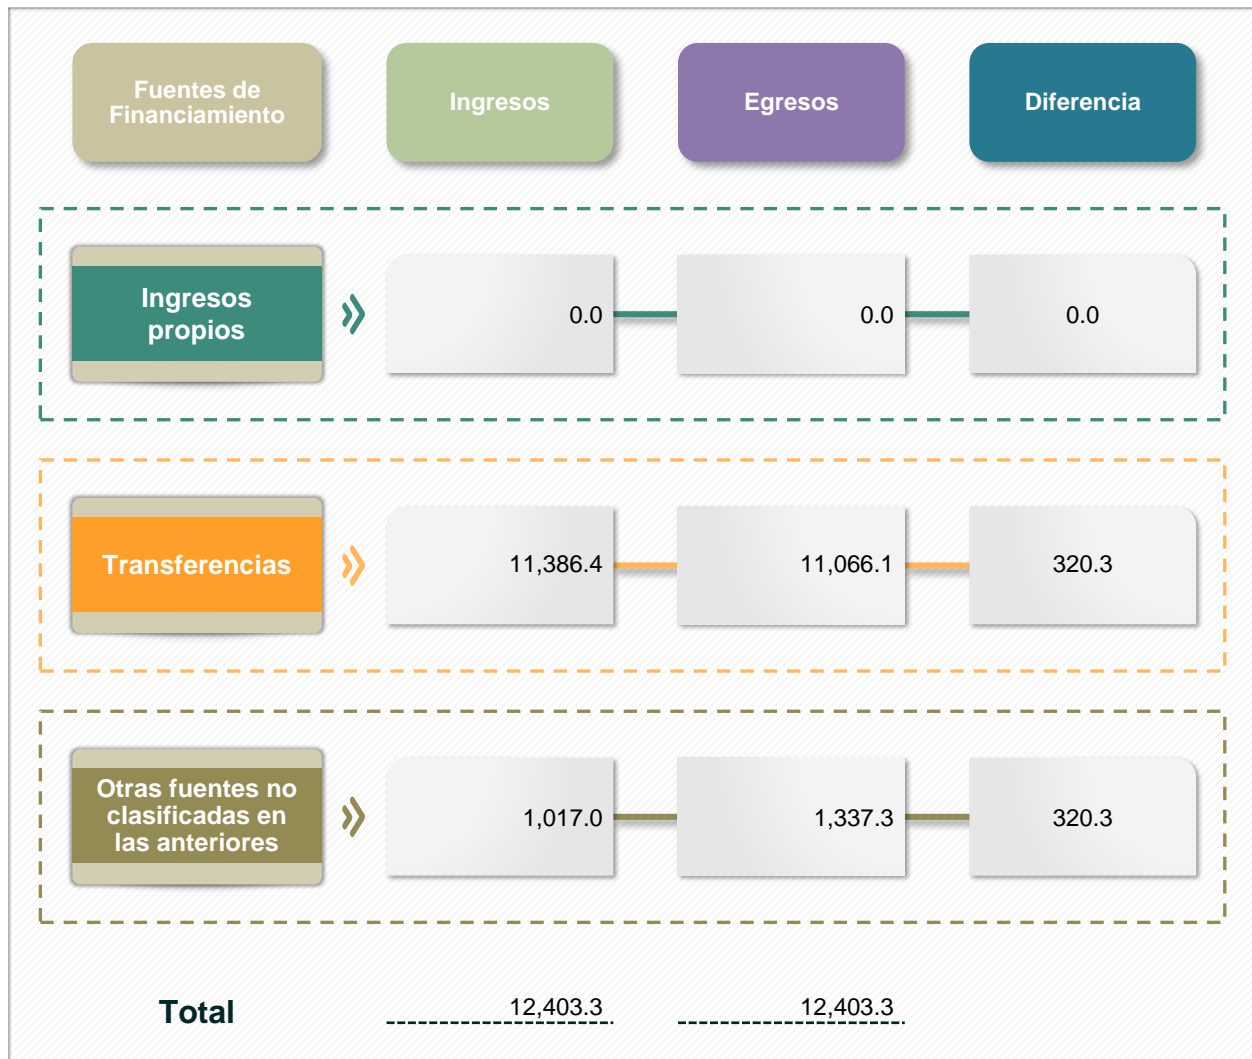 Fuentes de
Financiamiento
Ingresos
Egresos
Diferencia
Ingresos
propios
0.0
0.0
0.0
Transferencias
11,386.4
11,066.1
320.3
Otras fuentes no
clasificadas en
las anteriores
1,017.0
1,337.3
320.3
Total
12,403.3
12,403.3